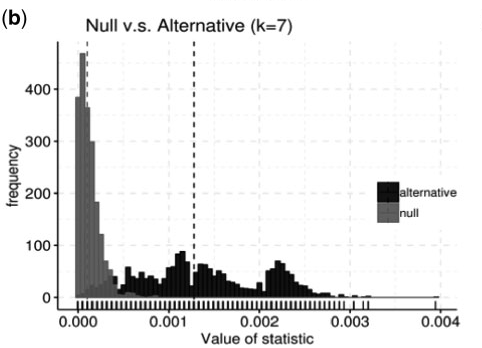 (b)
Null v.s. Alternative (k=7)
frequency
400
300
200
100
0
alternative
null
0.000 0.001 0.002 0.003 0.004
Value of statistic